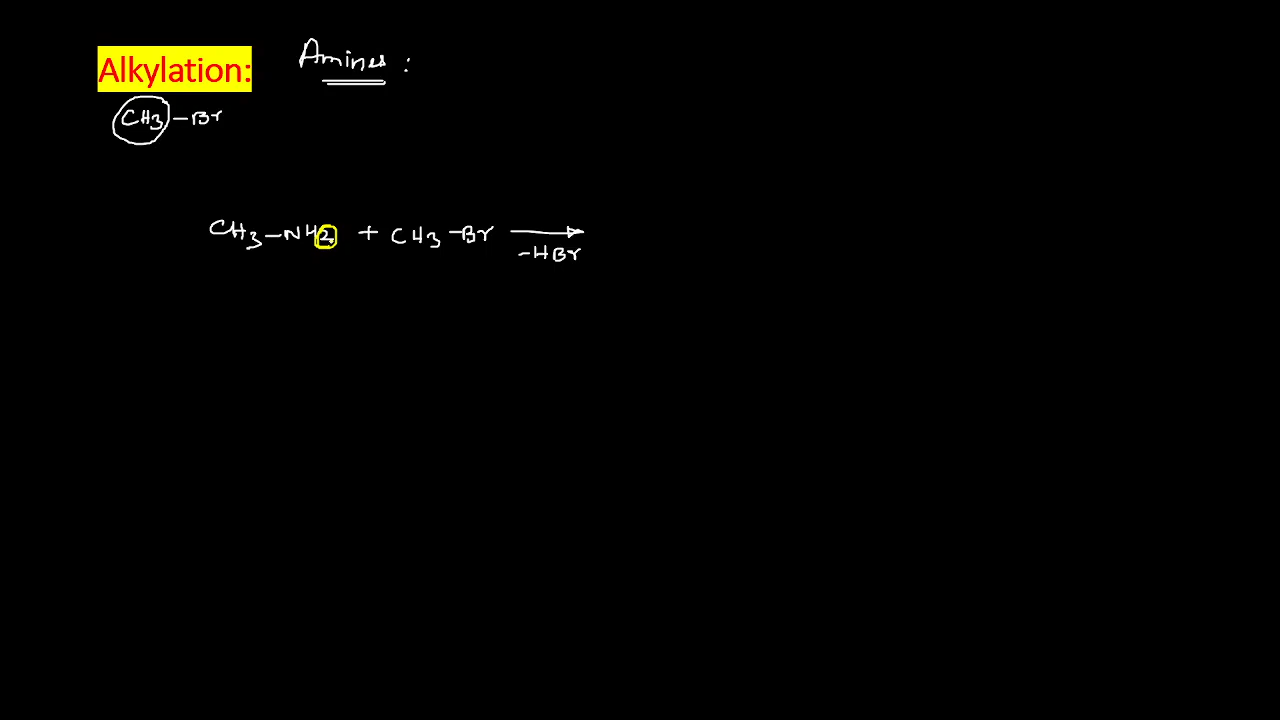 Alkylation: Amines :
CH3-Br
CH3-NH2 + CH3-Br →
-HBr